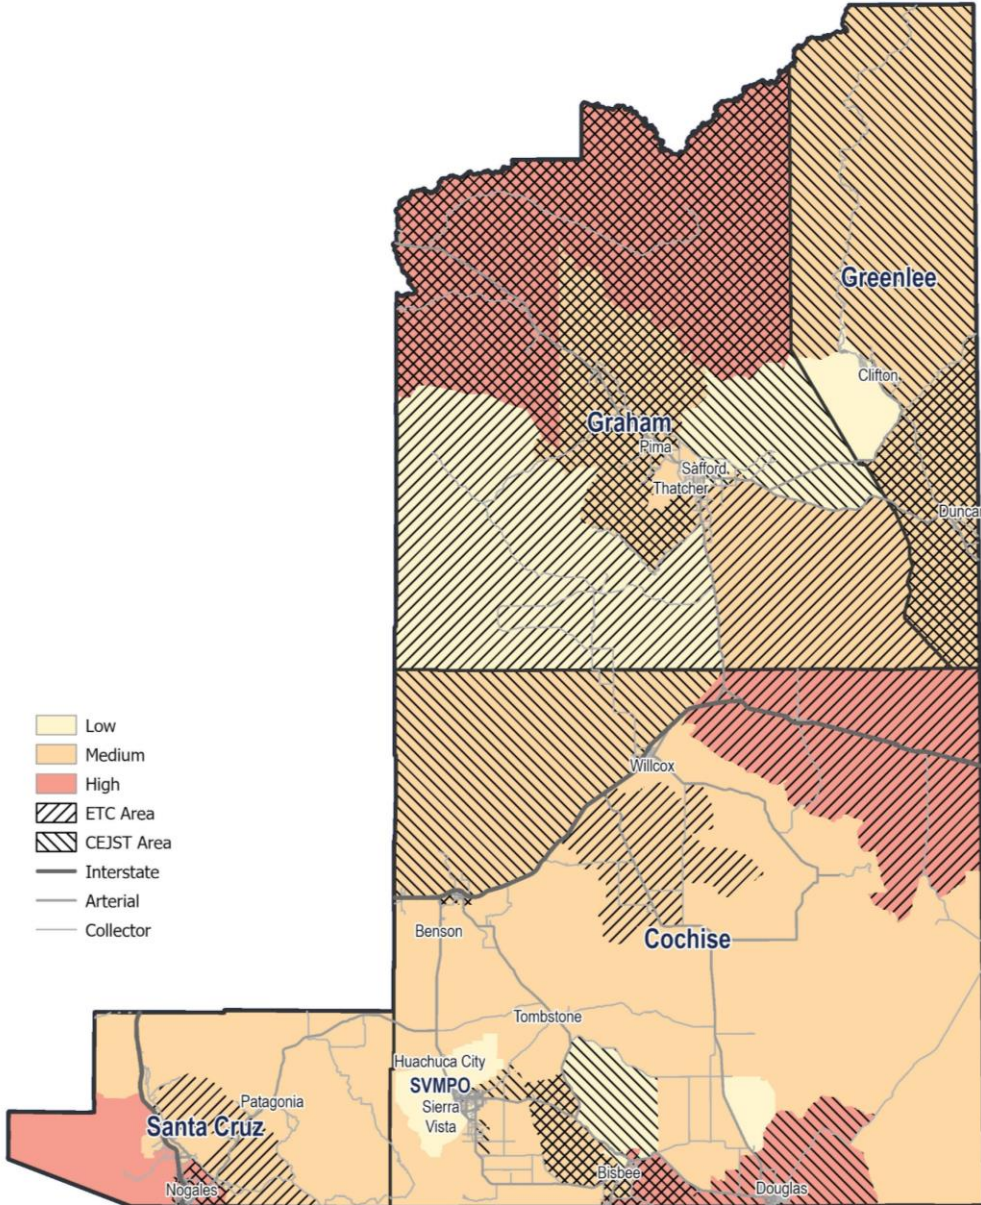 Greenlee
Clifton
Graham
Pima
Safford
Thatcher
Duncan
Low
Medium
High
ETC Area
CEJST Area
Interstate
Arterial
Collector
Willcox
Benson
Cochise
Tombstone
Huachuca City
SVMPO
Sierra
Vista
Patagonia
Santa Cruz
Nogales
Bisbee
Douglas